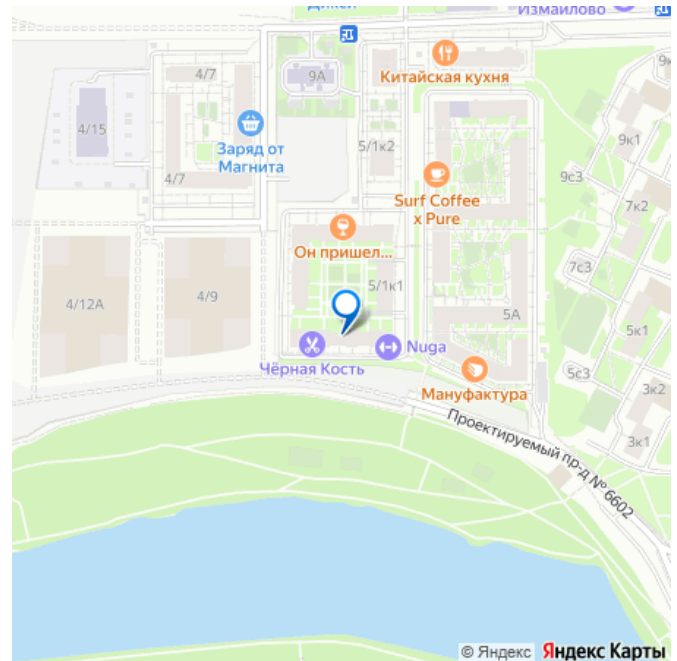 Дикси
Измайлово
4/7
9А
Китайская кухня
9к1
4/15
Заряд от
Магнита
5/1к2
4/7
9с3
Surf Coffee
x Pure
7к2
Он пришел...
7с3
5/1к1
4/12А
4/9
5А
5к1
Чёрная Кость
Nuga
5с3
Мануфактура
3к2
Проектируемый пр-д № 6602
3к1
© Яндекс Яндекс Карты